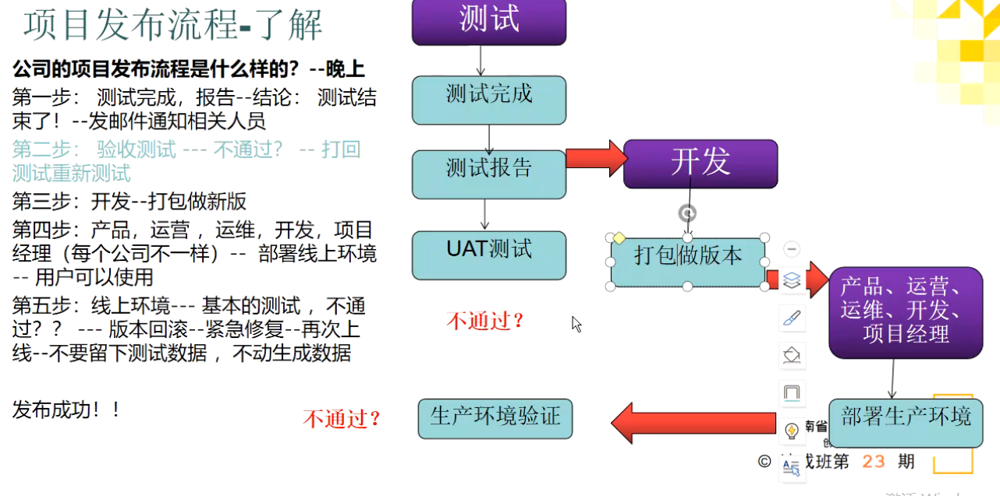 项目发布流程-了解
公司的项目发布流程是什么样的？--晚上
第一步： 测试完成，报告--结论： 测试结
束了！--发邮件通知相关人员
第二步： 验收测试 --- 不通过？ -- 打回
测试重新测试
第三步：开发--打包做新版
第四步：产品，运营 ，运维，开发，项目
经理（每个公司不一样）-- 部署线上环境
-- 用户可以使用
第五步：线上环境--- 基本的测试 ，不通
过？？ --- 版本回滚--紧急修复--再次上
线--不要留下测试数据 ，不动生成数据
发布成功！！
测试
测试完成
测试报告
UAT测试
不通过？
开发
打包做版本
产品、运营、
运维、开发、
项目经理
部署生产环境
生产环境验证
不通过？
南省
创
© 成班第 23 期
激活 Wind